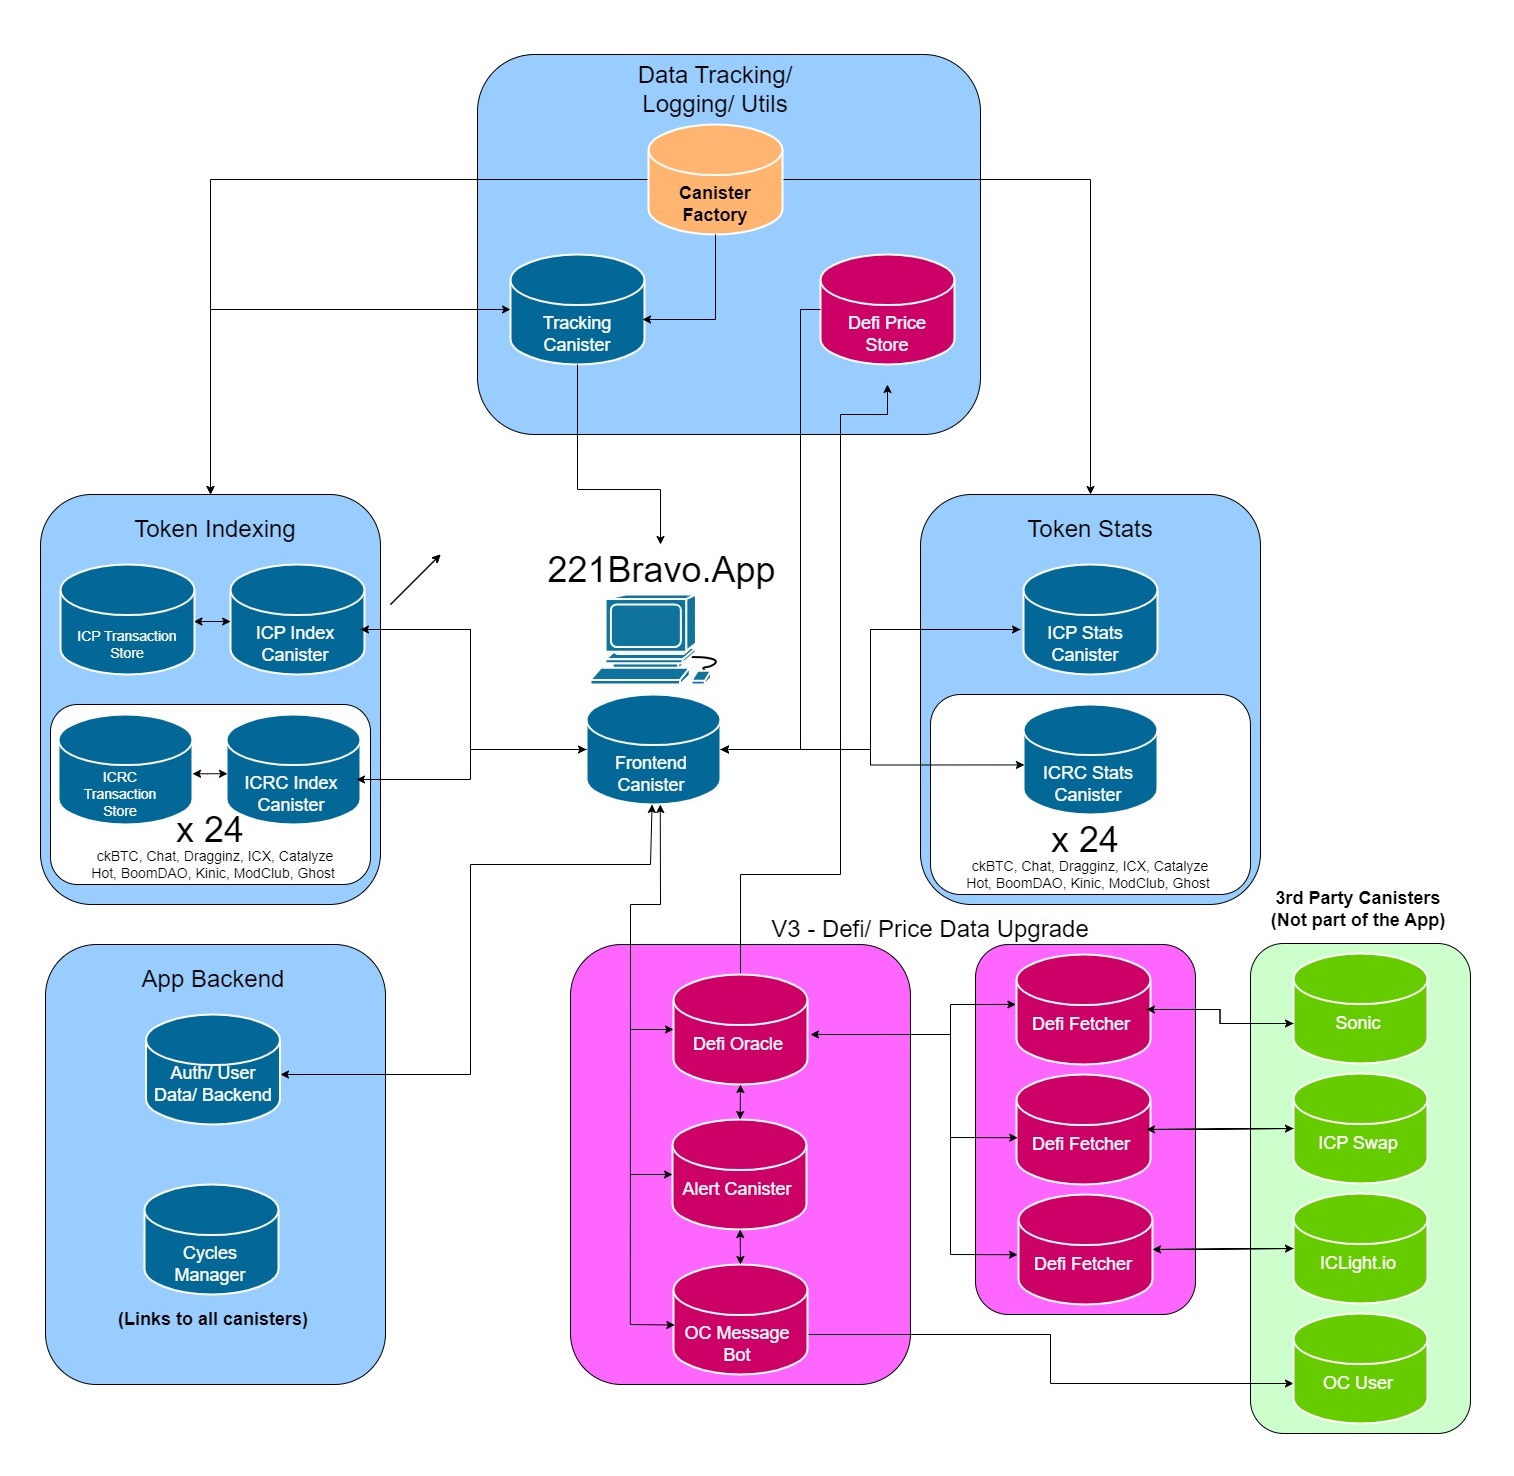 Data Tracking/
Logging/ Utils
Canister
Factory
Tracking
Canister
Defi Price
Store
Token Indexing
ICP Transaction
Store
ICP Index
Canister
ICRC
Transaction
Store
ICRC Index
Canister
x 24
ckBTC, Chat, Dragginz, ICX, Catalyze
Hot, BoomDAO, Kinic, ModClub, Ghost
221Bravo.App
Frontend
Canister
Token Stats
ICP Stats
Canister
ICRC Stats
Canister
x 24
ckBTC, Chat, Dragginz, ICX, Catalyze
Hot, BoomDAO, Kinic, ModClub, Ghost
App Backend
Auth/ User
Data/ Backend
Cycles
Manager
(Links to all canisters)
V3 - Defi/ Price Data Upgrade
Defi Oracle
Alert Canister
OC Message
Bot
Defi Fetcher
Defi Fetcher
Defi Fetcher
3rd Party Canisters
(Not part of the App)
Sonic
ICP Swap
ICLight.io
OC User